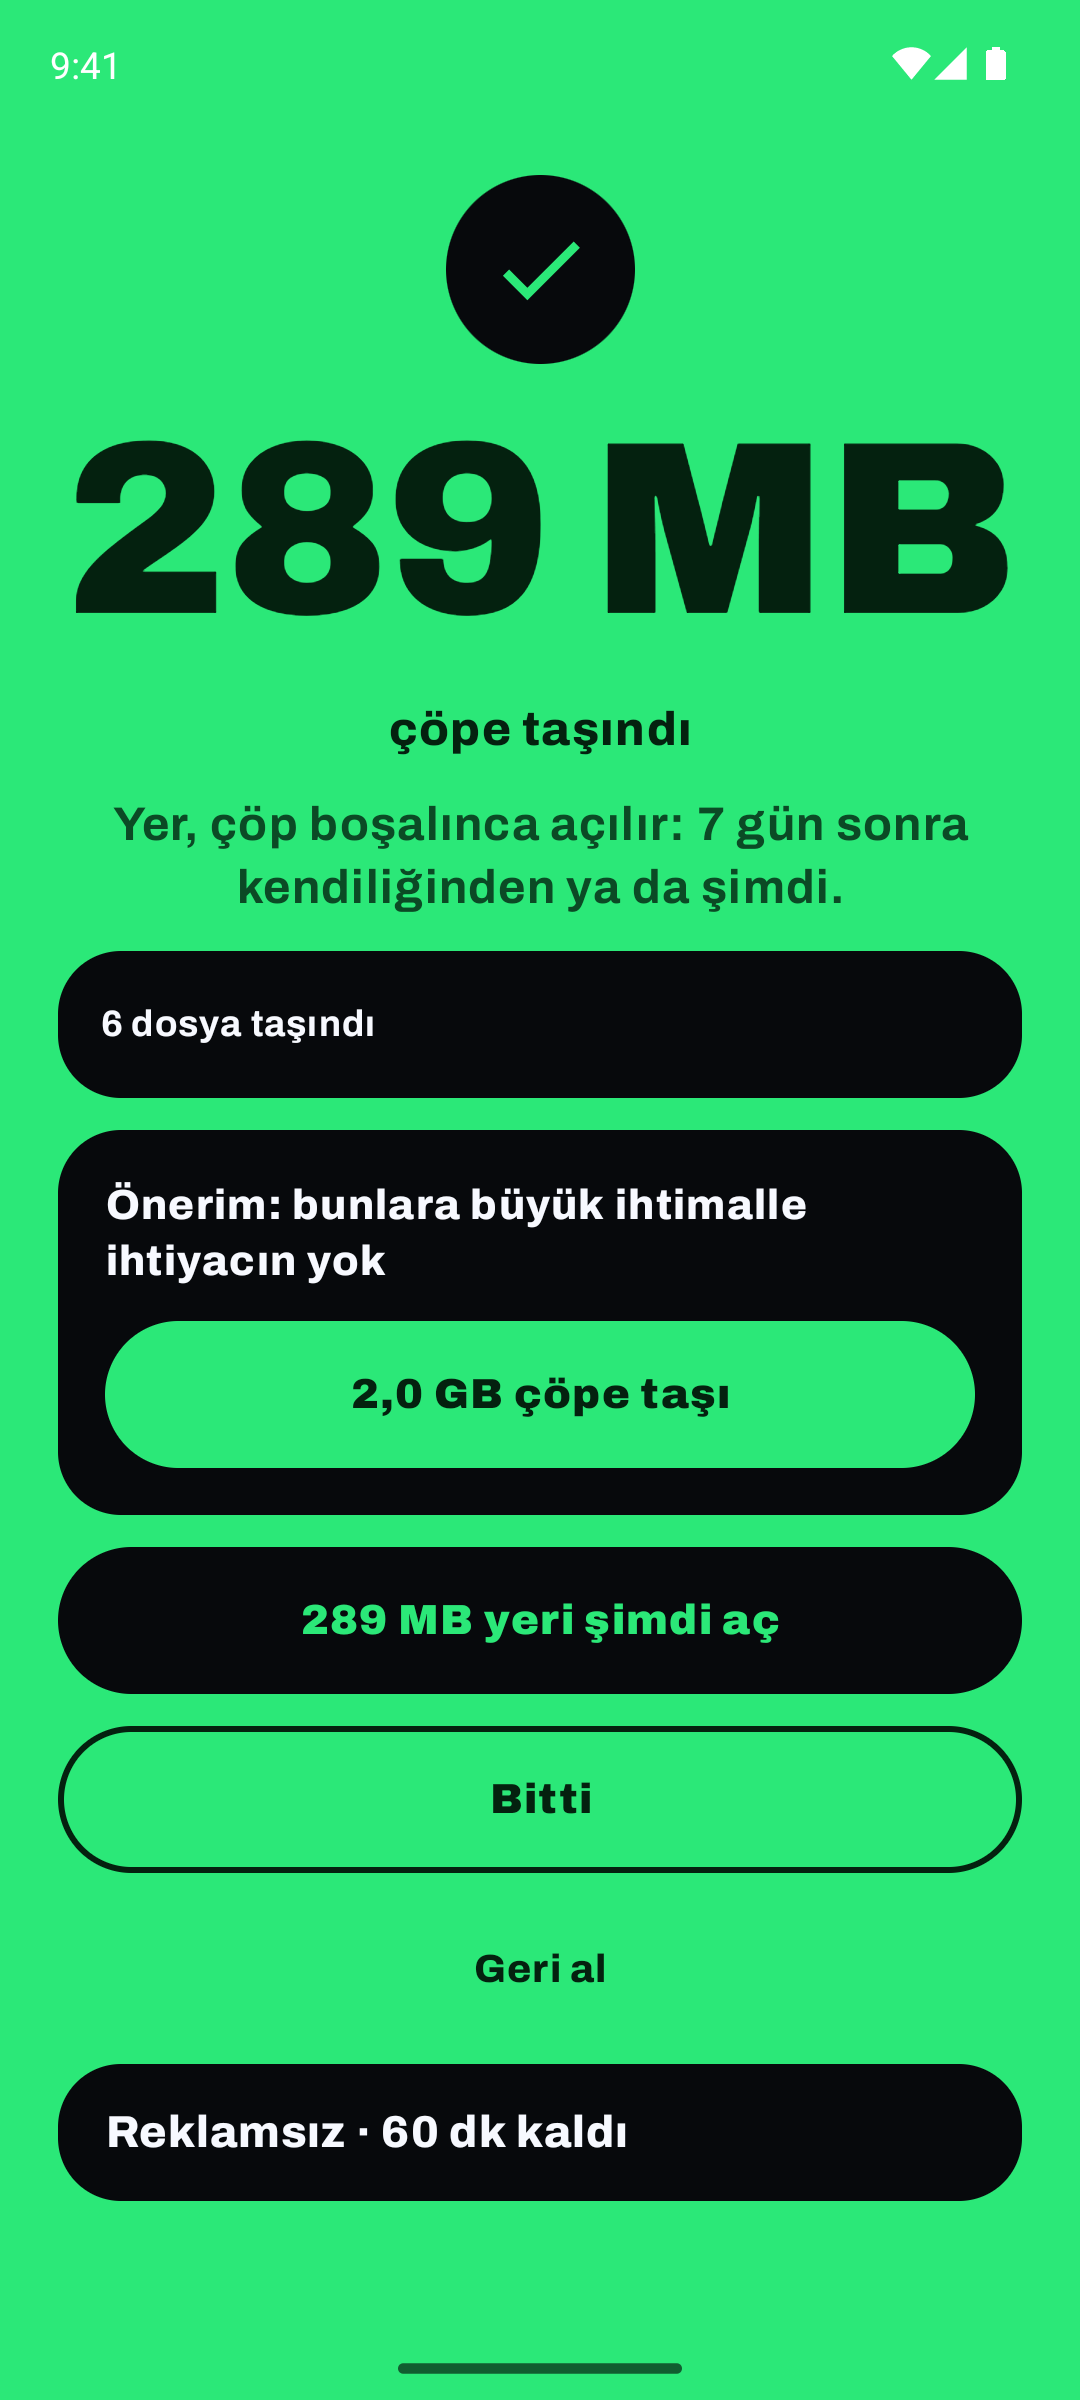 9:41
289 MB
çöpe taşındı
Yer, çöp boşalınca açılır: 7 gün sonra
kendiliğinden ya da şimdi.
6 dosya taşındı
Önerim: bunlara büyük ihtimalle
ihtiyacın yok
2,0 GB çöpe taşı
289 MB yeri şimdi aç
Bitti
Geri al
Reklamsız · 60 dk kaldı